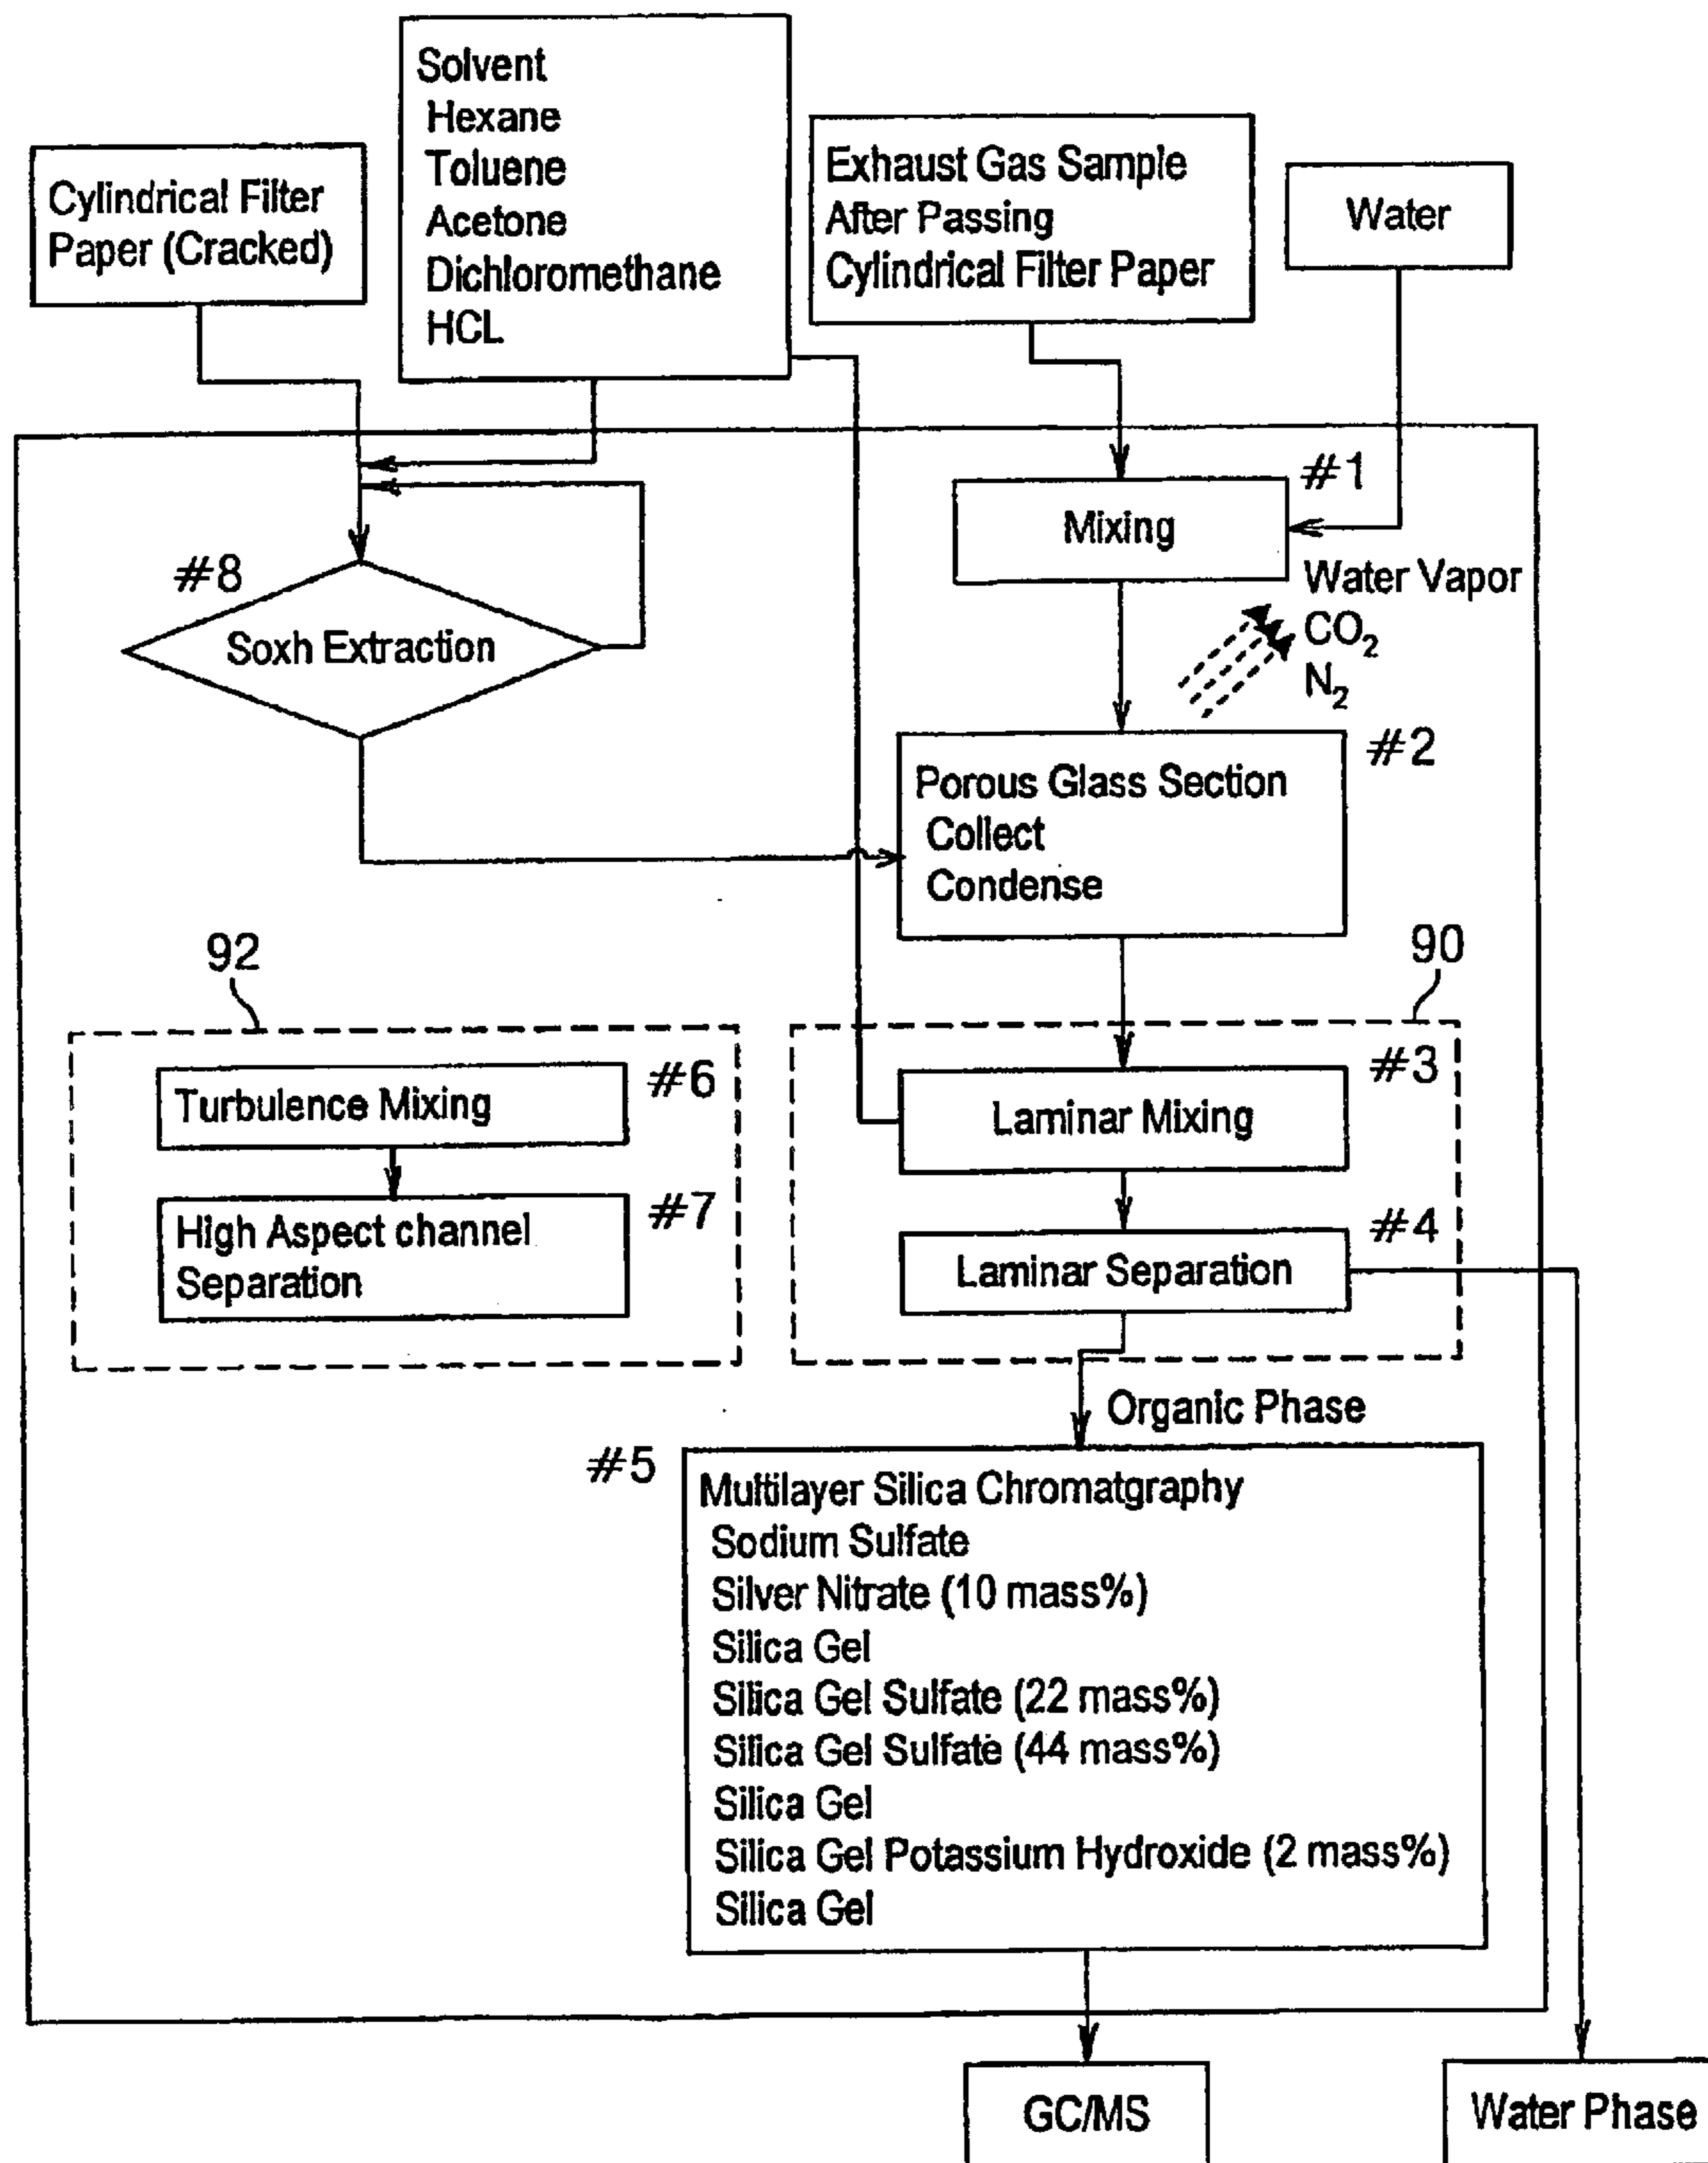 Solvent
Hexane
Toluene
Acetone
Dichloromethane
HCL
Cylindrical Filter
Paper (Cracked)
Exhaust Gas Sample
After Passing
Cylindrical Filter Paper
Water
#1
Mixing
Water Vapor
CO2
N2
#8
Soxh Extraction
#2
Porous Glass Section
Collect
Condense
92
90
#6
Turbulence Mixing
#3
Laminar Mixing
#7
High Aspect channel
Separation
#4
Laminar Separation
Organic Phase
#5
Multilayer Silica Chromatgraphy
Sodium Sulfate
Silver Nitrate (10 mass%)
Silica Gel
Silica Gel Sulfate (22 mass%)
Silica Gel Sulfate (44 mass%)
Silica Gel
Silica Gel Potassium Hydroxide (2 mass%)
Silica Gel
GC/MS
Water Phase